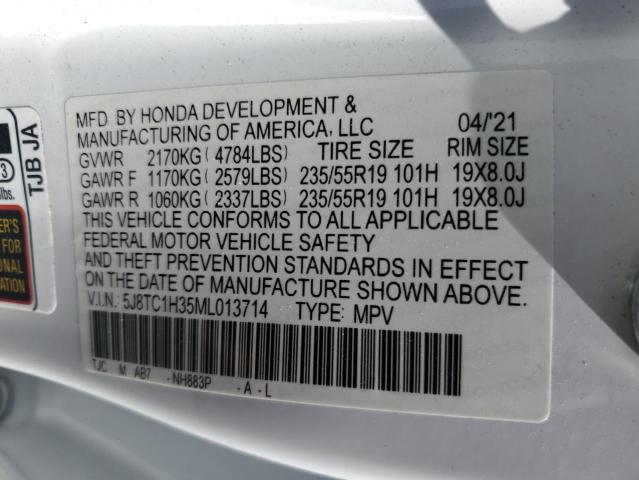 MFD BY HONDA DEVELOPMENT &
MANUFACTURING OF AMERICA, LLC 04/'21
GVWR 2170KG ( 4784LBS) TIRE SIZE RIM SIZE
GAWR F 1170KG ( 2579LBS) 235/55R19 101H 19X8.0J
GAWR R 1060KG ( 2337LBS) 235/55R19 101H 19X8.0J
THIS VEHICLE CONFORMS TO ALL APPLICABLE
FEDERAL MOTOR VEHICLE SAFETY
AND THEFT PREVENTION STANDARDS IN EFFECT
ON THE DATE OF MANUFACTURE SHOWN ABOVE.
V.I.N.: 5J8TC1H35ML013714 TYPE: MPV
TJC M AB7 -NH883P -A-L
TJB JA
3
lbs.